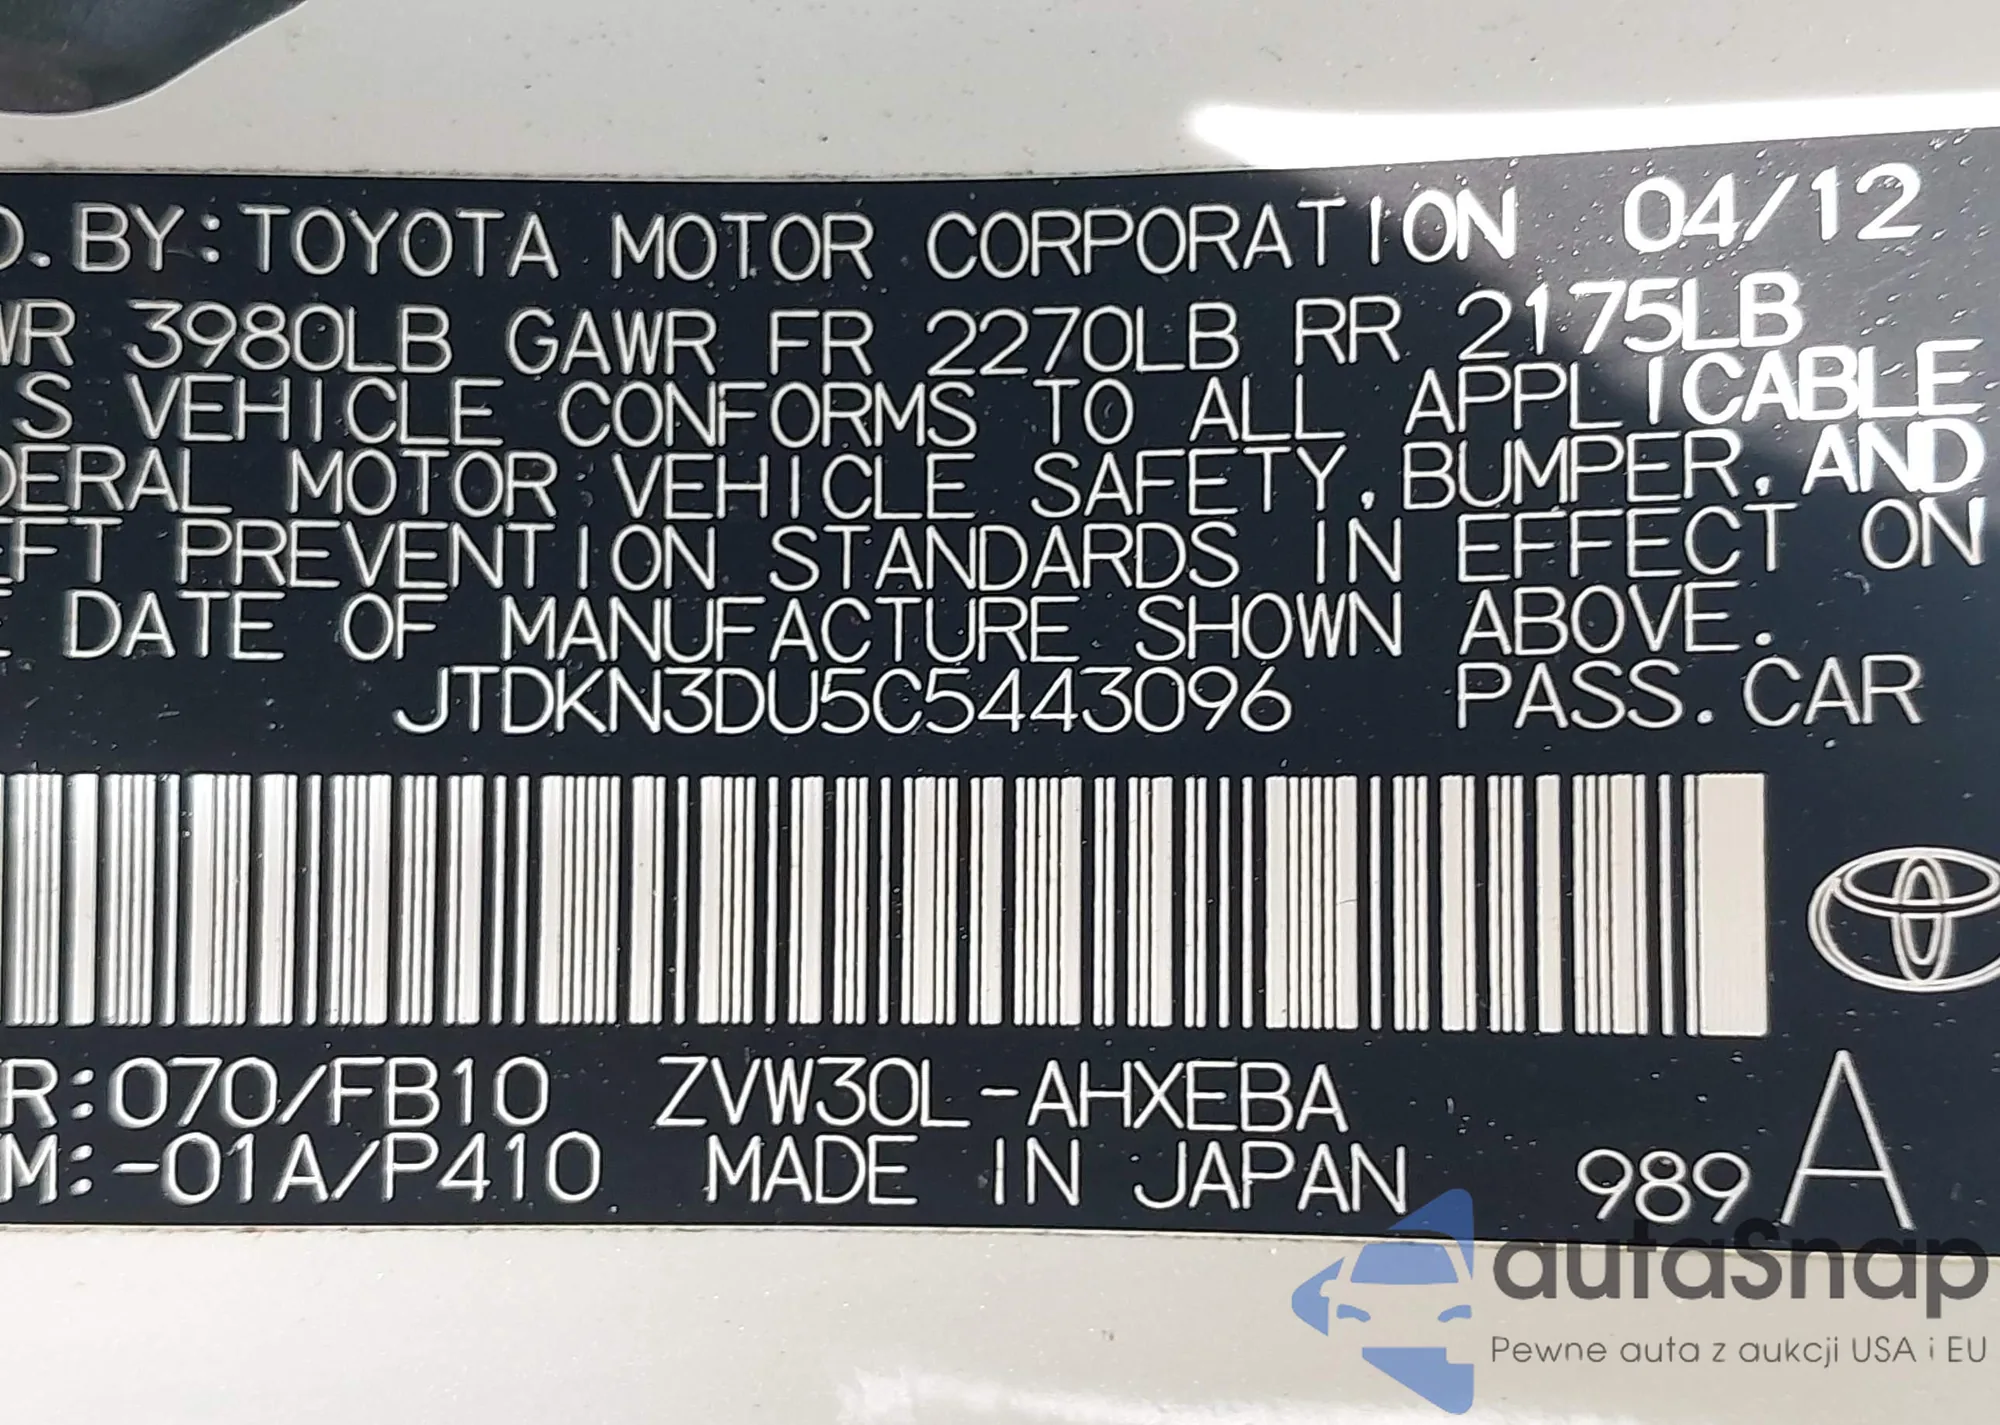 D. BY: TOYOTA MOTOR CORPORATION 04/12
WR 3980LB GAWR FR 2270LB RR 2175LB
S VEHICLE CONFORMS TO ALL APPLICABLE
DERAL MOTOR VEHICLE SAFETY, BUMPER, AND
EFT PREVENTION STANDARDS IN EFFECT ON
E DATE OF MANUFACTURE SHOWN ABOVE.
JTDKN3DU5C5443096 PASS. CAR
R:070/FB10 ZVW30L-AHXEBA
M:-01A/P410 MADE IN JAPAN 989 A
autaSnap
Pewne auta z aukcji USA i EU